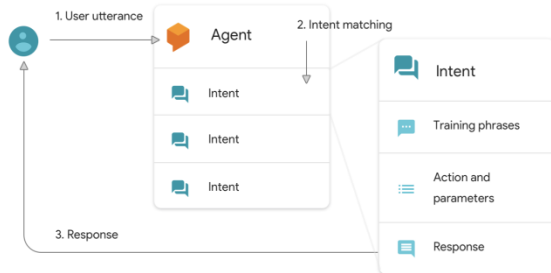 1. User utterance
Agent
2. Intent matching
Intent
Intent
Intent
Intent
Training phrases
Action and
parameters
Response
3. Response